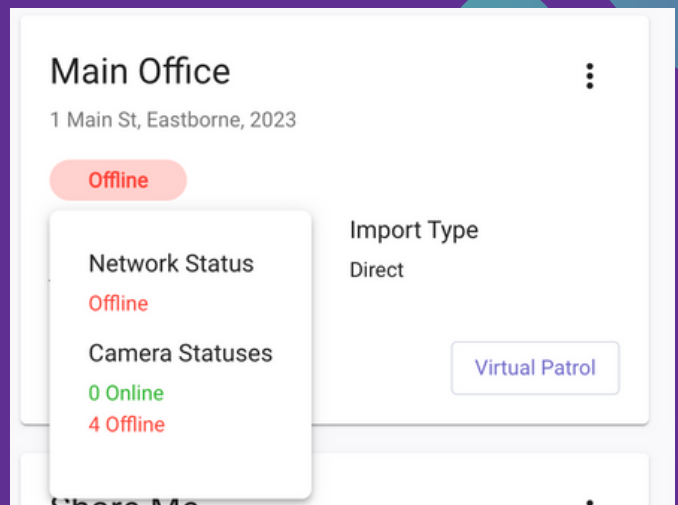 Main Office
1 Main St, Eastborne, 2023
Offline
Network Status
Offline
Camera Statuses
0 Online
4 Offline
Import Type
Direct
Virtual Patrol